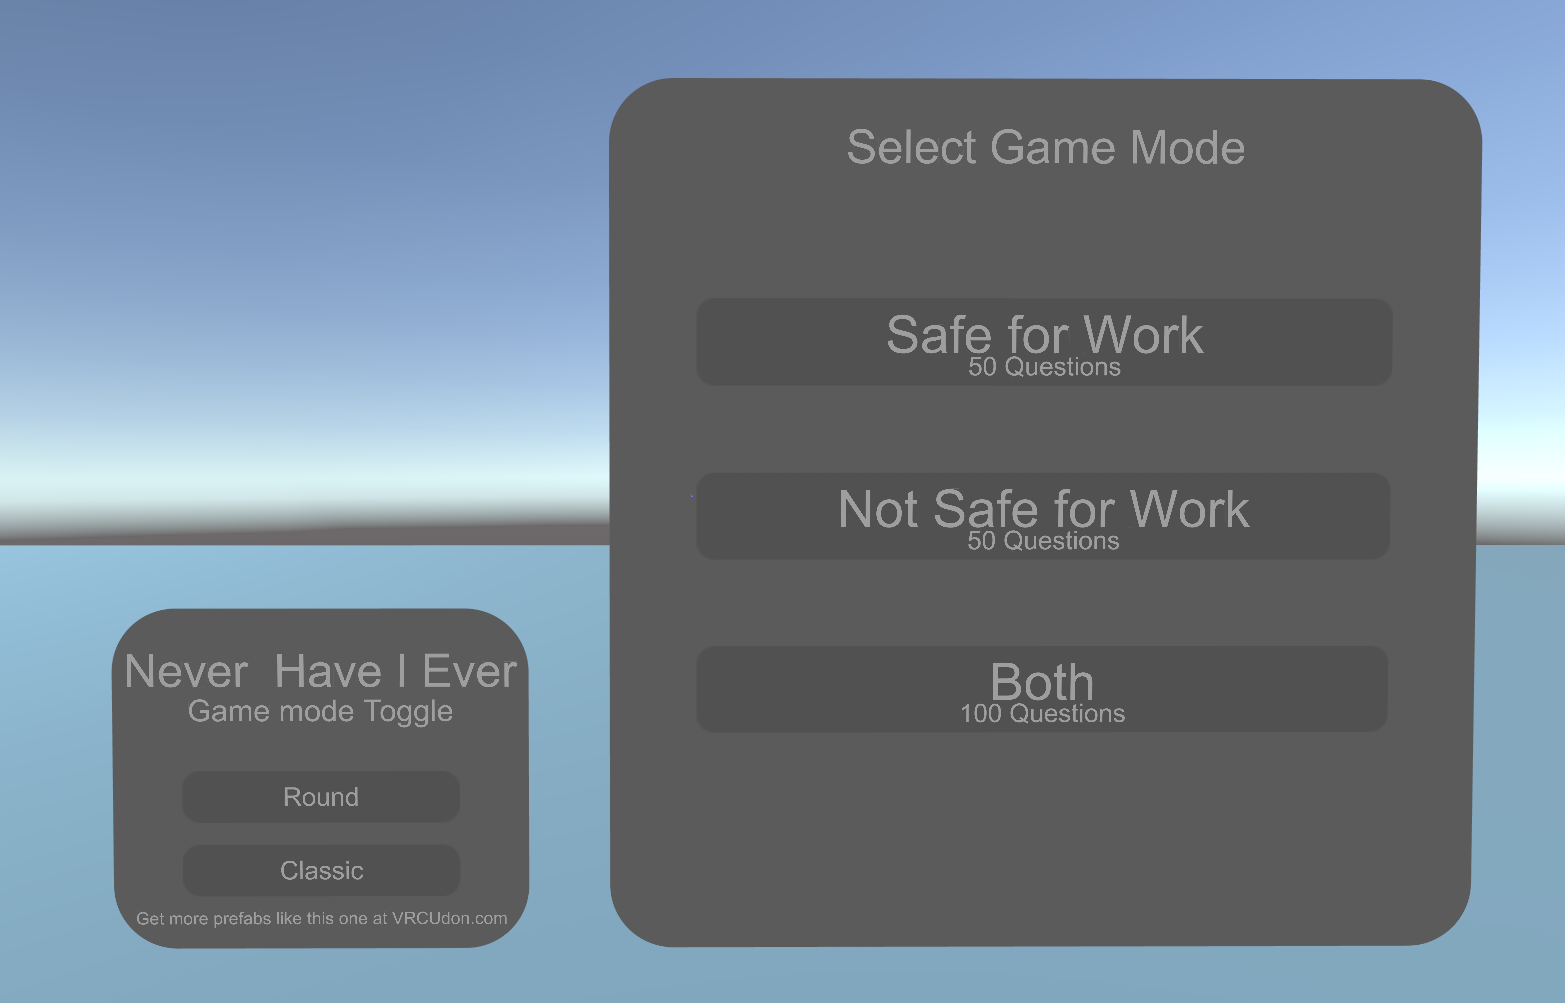 Select Game Mode
Safe for Work
50 Questions
Not Safe for Work
50 Questions
Both
100 Questions
Never  Have I Ever
Game mode Toggle
Round
Classic
Get more prefabs like this one at VRCUdon.com